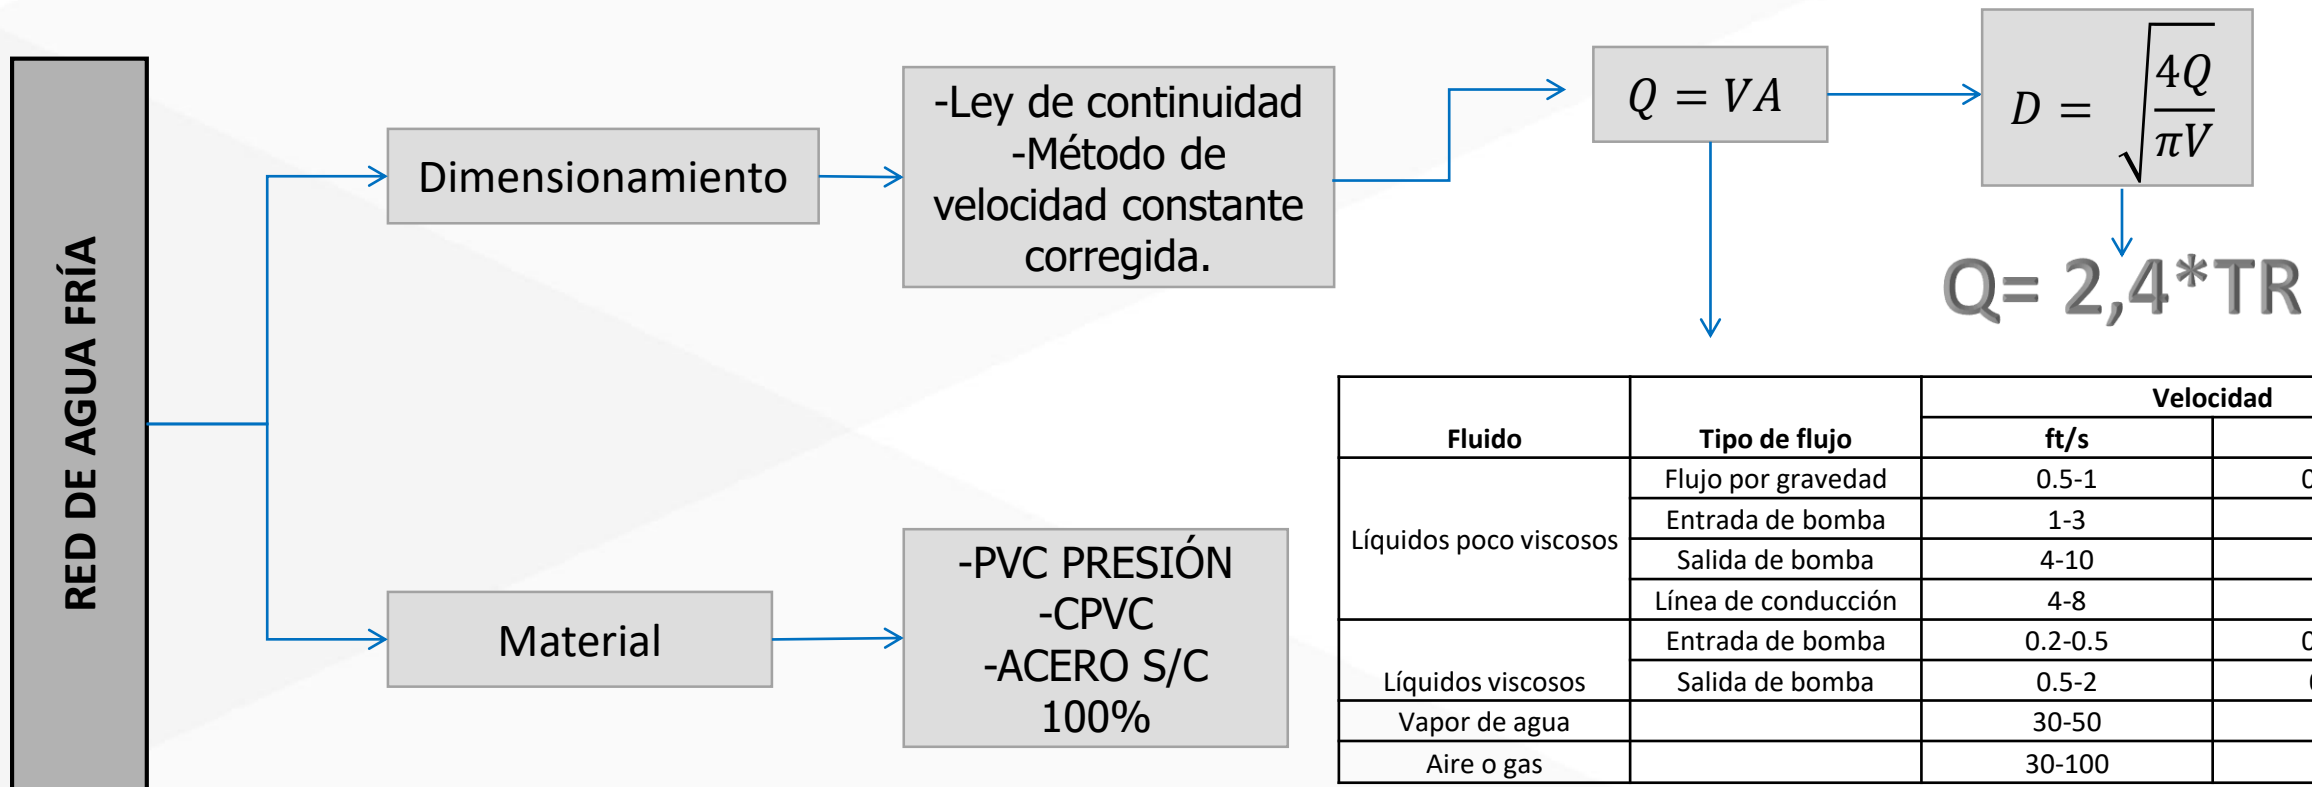 RED DE AGUA FRÍA
Dimensionamiento
-Ley de continuidad
-Método de
velocidad constante
corregida.
Q = VA
D = √(4Q/πV)
Q= 2,4*TR
Material
-PVC PRESIÓN
-CPVC
-ACERO S/C
100%
Velocidad
Fluido Tipo de flujo ft/s
Líquidos poco viscosos
Flujo por gravedad 0.5-1
Entrada de bomba 1-3
Salida de bomba 4-10
Línea de conducción 4-8
Líquidos viscosos
Entrada de bomba 0.2-0.5
Salida de bomba 0.5-2
Vapor de agua 30-50
Aire o gas 30-100